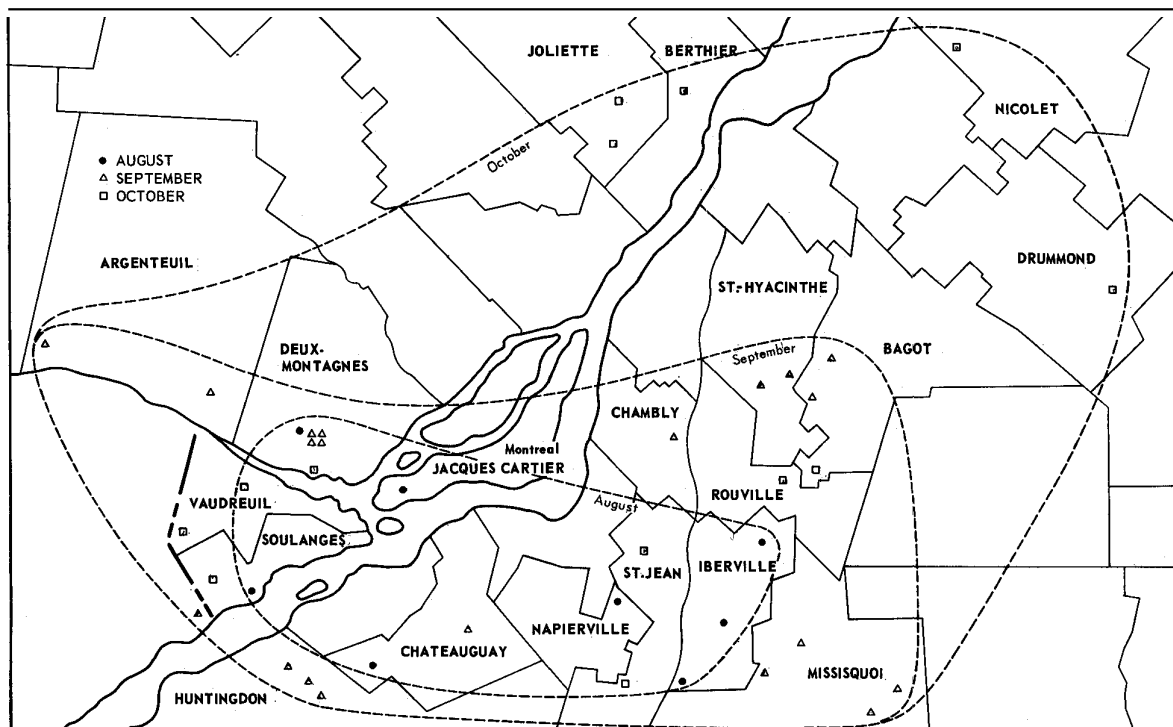 JOLIETTE
BERTHIER
NICOLET
October
AUGUST
SEPTEMBER
OCTOBER
ARGENTEUIL
DRUMMOND
ST.-HYACINTHE
DEUX-
MONTAGNES
September
BAGOT
CHAMBLY
Montreal
JACQUES CARTIER
VAUDREUIL
August
ROUVILLE
SOULANGES
ST.JEAN
IBERVILLE
NAPIERVILLE
CHATEAUGUAY
MISSISQUOI
HUNTINGDON